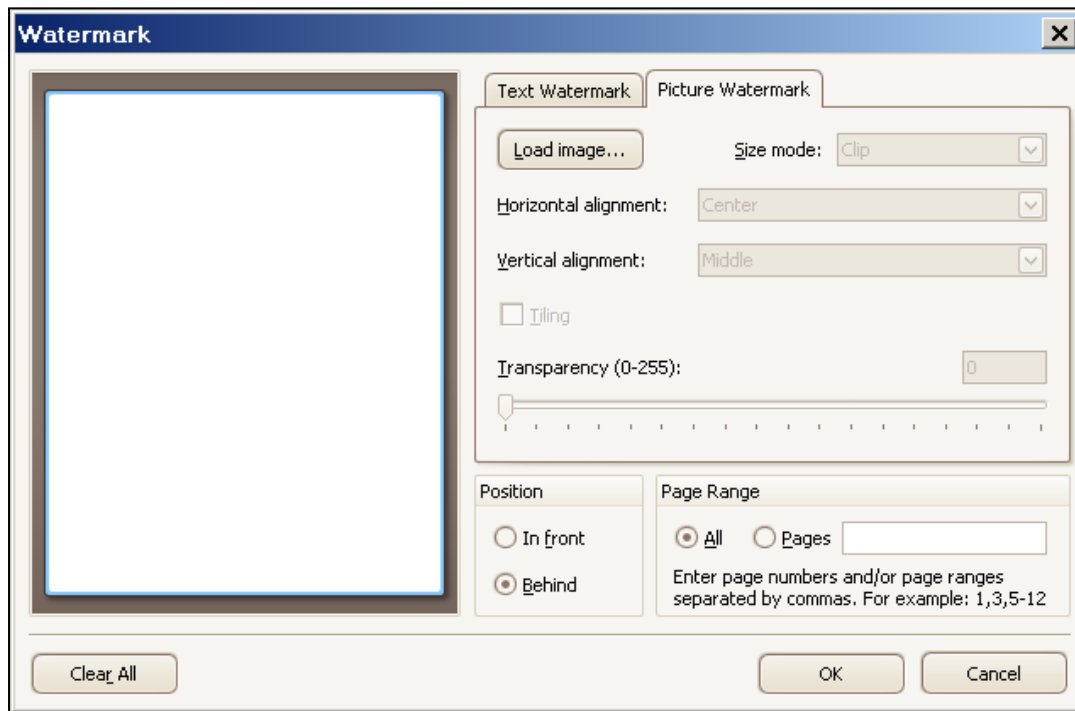 Watermark
Text Watermark
Picture Watermark
Load image...
Size mode:
Clip
Horizontal alignment:
Center
Vertical alignment:
Middle
Tiling
Transparency (0-255):
0
Position
In front
Behind
Page Range
All
Pages
Enter page numbers and/or page ranges
separated by commas. For example: 1,3,5-12
Clear All
OK
Cancel